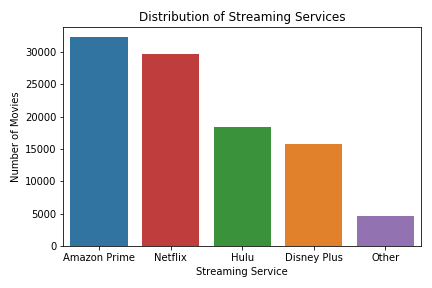 Distribution of Streaming Services
Number of Movies
30000
25000
20000
15000
10000
5000
0
Amazon Prime Netflix Hulu Disney Plus Other
Streaming Service